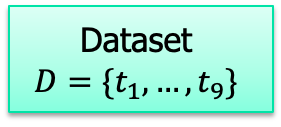 Dataset
D = {t₁, … , t₉}